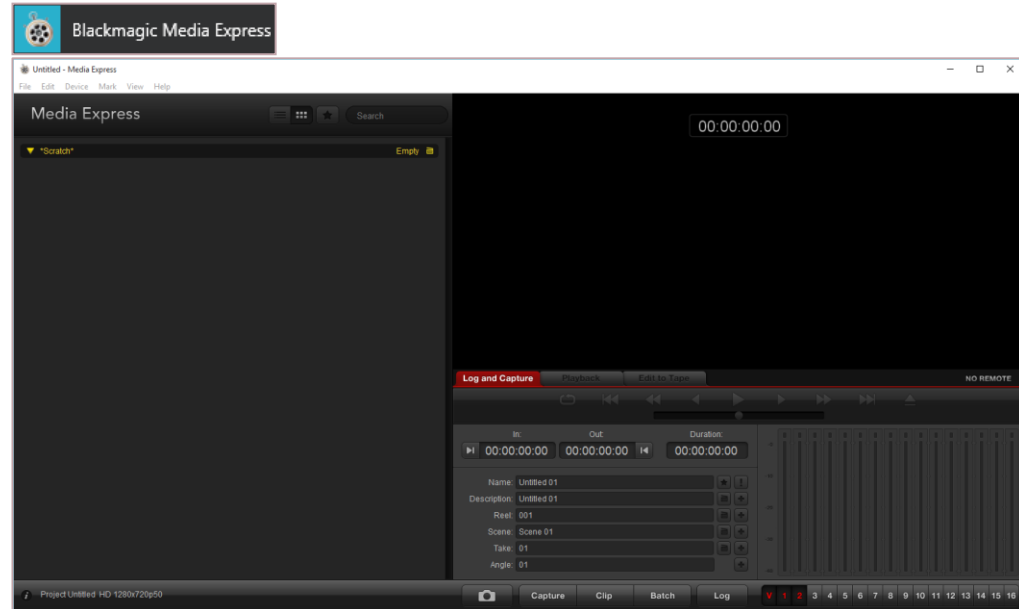 Blackmagic Media Express
Untitled - Media Express
File Edit Device Mark View Help
Media Express
Search
00:00:00:00
*Scratch*
Empty
Log and Capture Playback Edit to Tape NO REMOTE
In: Out: Duration:
00:00:00:00 00:00:00:00 00:00:00:00
Name: Untitled 01
Description: Untitled 01
Reel: 001
Scene: Scene 01
Take: 01
Angle: 01
Project Untitled HD 1280x720p50
Capture Clip Batch Log V 1 2 3 4 5 6 7 8 9 10 11 12 13 14 15 16